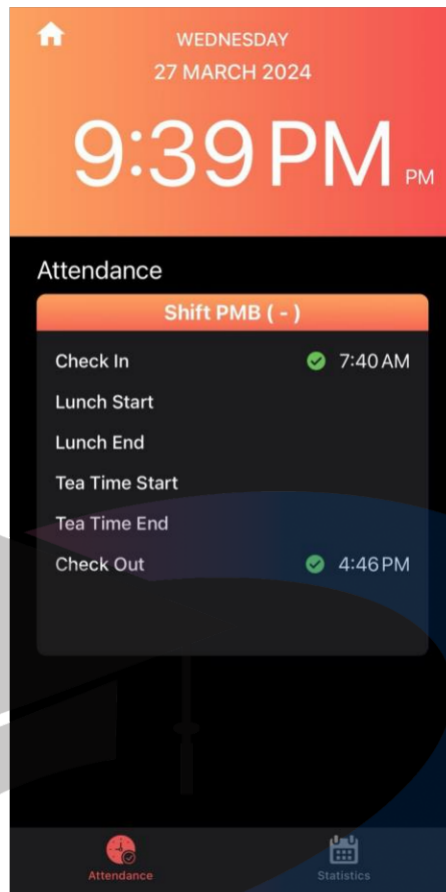 WEDNESDAY
27 MARCH 2024
9:39 PM PM
Attendance
Shift PMB ( - )
Check In 7:40 AM
Lunch Start
Lunch End
Tea Time Start
Tea Time End
Check Out 4:46 PM
Attendance Statistics